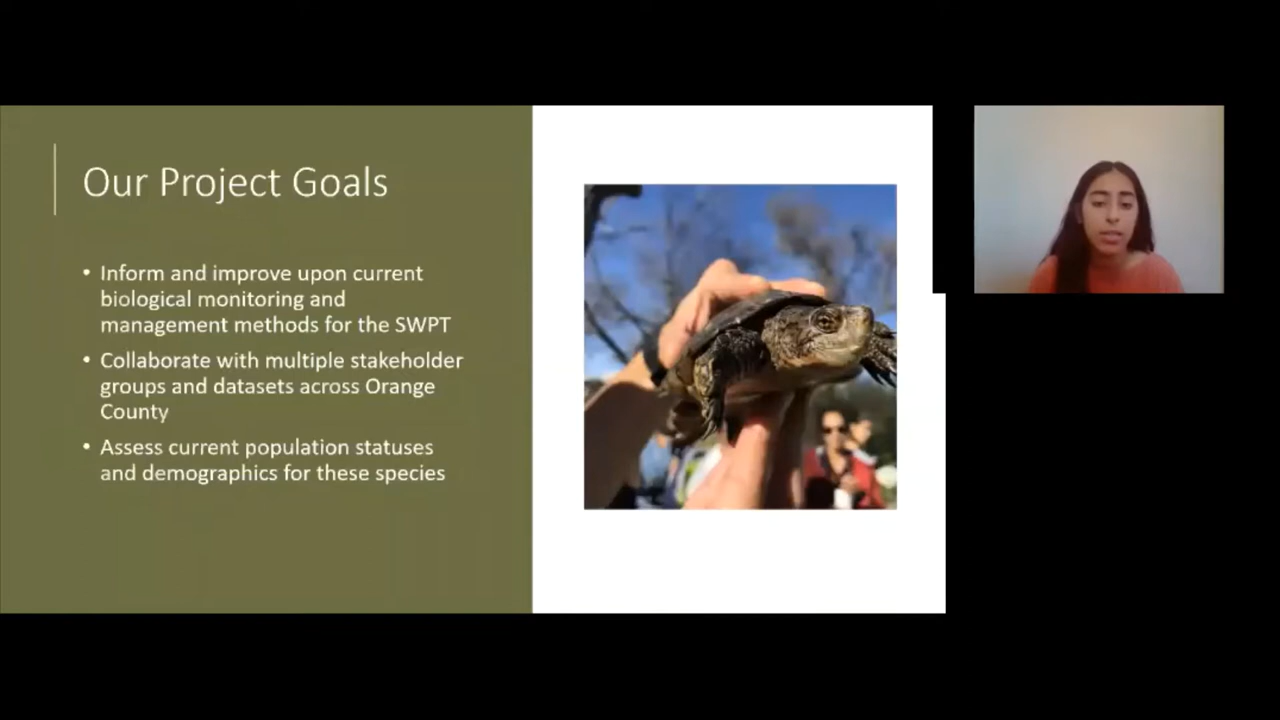 Our Project Goals
• Inform and improve upon current
biological monitoring and
management methods for the SWPT
• Collaborate with multiple stakeholder
groups and datasets across Orange
County
• Assess current population statuses
and demographics for these species